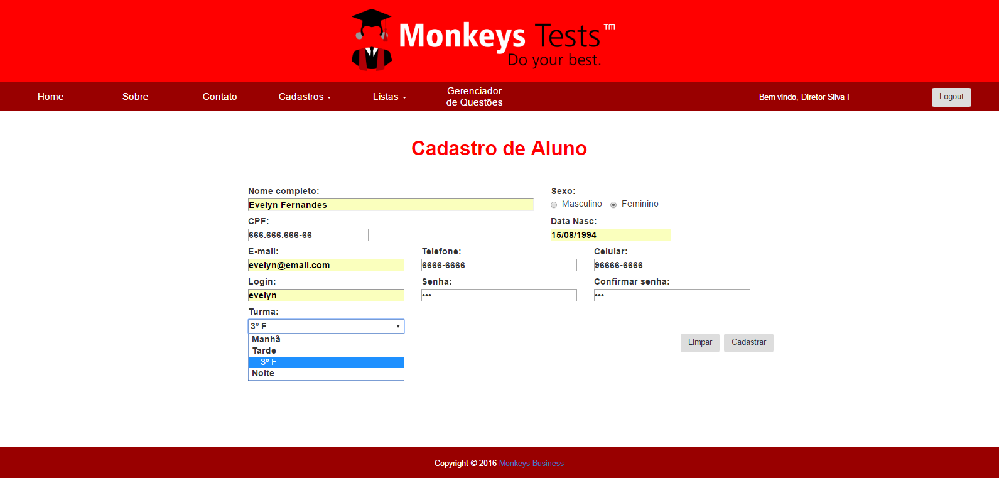 Monkeys Tests™
Do your best.
Home
Sobre
Contato
Cadastros
Listas
Gerenciador
de Questões
Bem vindo, Diretor Silva !
Logout
Cadastro de Aluno
Nome completo:
Sexo:
Evelyn Fernandes
Masculino
Feminino
CPF:
Data Nasc:
666.666.666-66
15/08/1994
E-mail:
Telefone:
Celular:
evelyn@email.com
6666-6666
96666-6666
Login:
Senha:
Confirmar senha:
evelyn
•••
•••
Turma:
3º F
Manhã
Tarde
3º F
Noite
Limpar
Cadastrar
Copyright © 2016 Monkeys Business